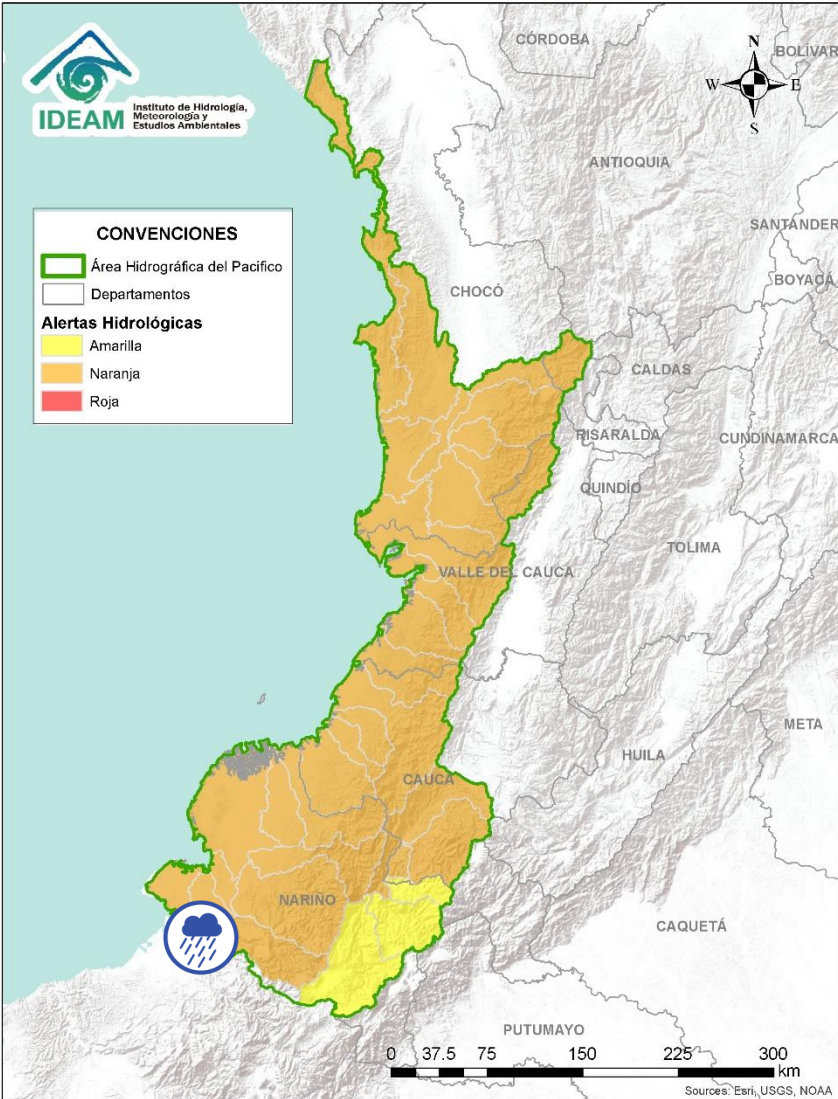 IDEAM
Instituto de Hidrología,
Meteorología y
Estudios Ambientales
CONVENCIONES
Área Hidrográfica del Pacifico
Departamentos
Alertas Hidrológicas
Amarilla
Naranja
Roja
N
W
E
S
CÓRDOBA
BOLÍVAR
ANTIOQUIA
SANTANDER
BOYACÁ
CHOCÓ
CALDAS
RISARALDA
CUNDINAMARCA
QUINDÍO
TOLIMA
VALLE DEL CAUCA
META
HUILA
CAUCA
NARIÑO
CAQUETÁ
PUTUMAYO
0 37.5 75 150 225 300
km
Sources: Esri, USGS, NOAA